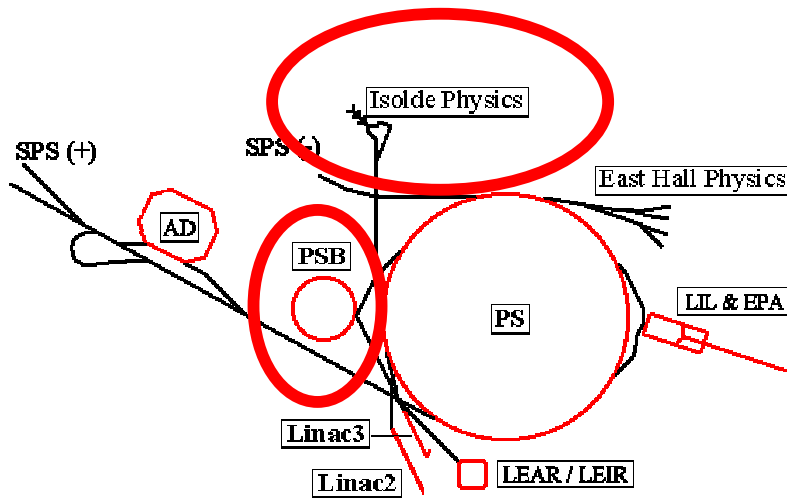 Isolde Physics
SPS (+)
SPS (-)
East Hall Physics
AD
PSB
LIL & EPA
PS
Linac3
LEAR / LEIR
Linac2